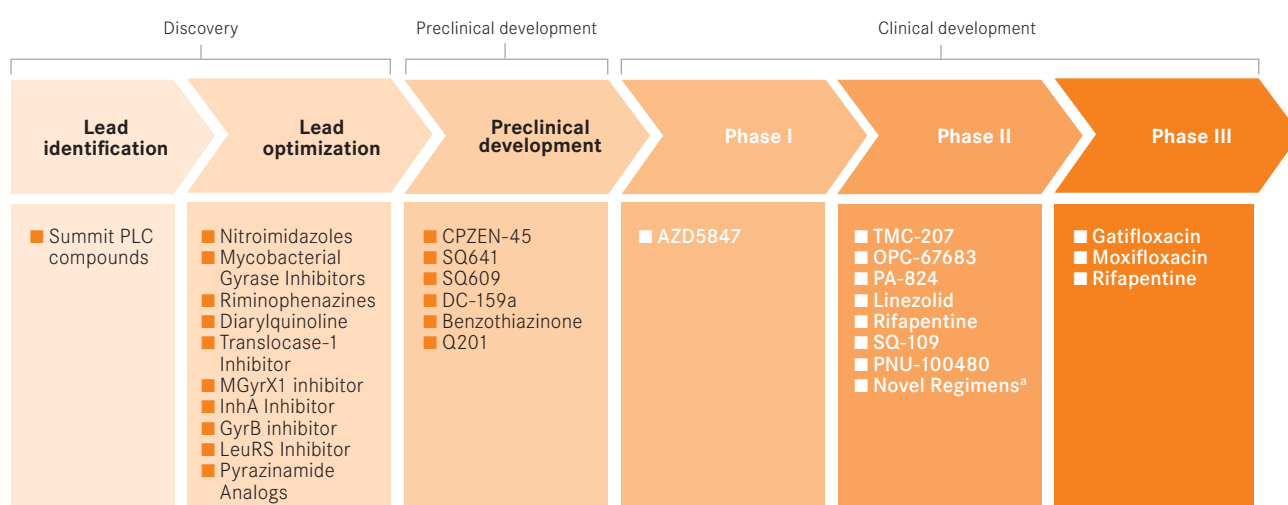 Discovery
Preclinical development
Clinical development
Lead
identification
Lead
optimization
Preclinical
development
Phase I
Phase II
Phase III
Summit PLC
compounds
Nitroimidazoles
Mycobacterial
Gyrase Inhibitors
Riminophenazines
Diarylquinoline
Translocase-1
Inhibitor
MGyrX1 inhibitor
InhA Inhibitor
GyrB inhibitor
LeuRS Inhibitor
Pyrazinamide
Analogs
CPZEN-45
SQ641
SQ609
DC-159a
Benzothiazinone
Q201
AZD5847
TMC-207
OPC-67683
PA-824
Linezolid
Rifapentine
SQ-109
PNU-100480
Novel Regimensᵃ
Gatifloxacin
Moxifloxacin
Rifapentine